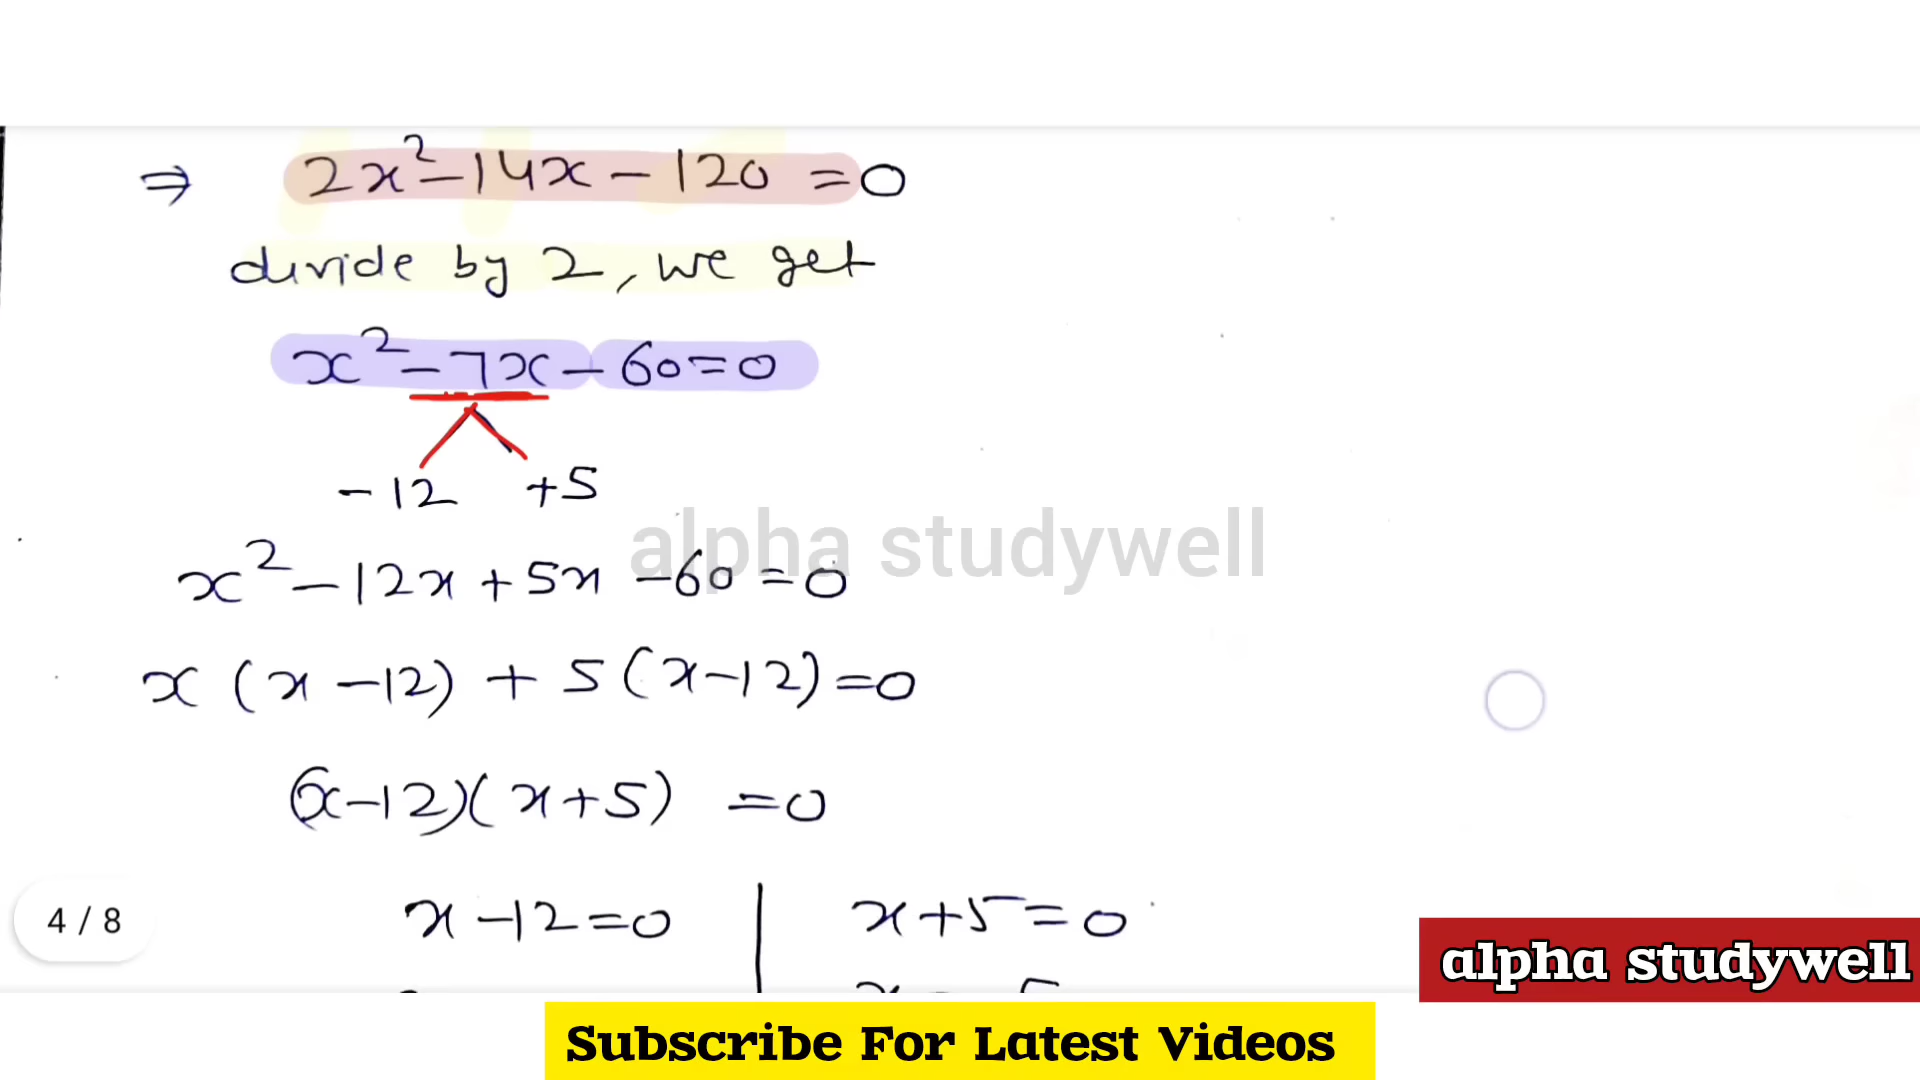 ⇒ 2x² - 14x - 120 = 0
divide by 2, we get
x² - 7x - 60 = 0
-12 +5
alpha studywell
x² - 12x + 5x - 60 = 0
x (x - 12) + 5 (x - 12) = 0
(x - 12)(x + 5) = 0
4 / 8
x - 12 = 0 | x + 5 = 0
alpha studywell
Subscribe For Latest Videos